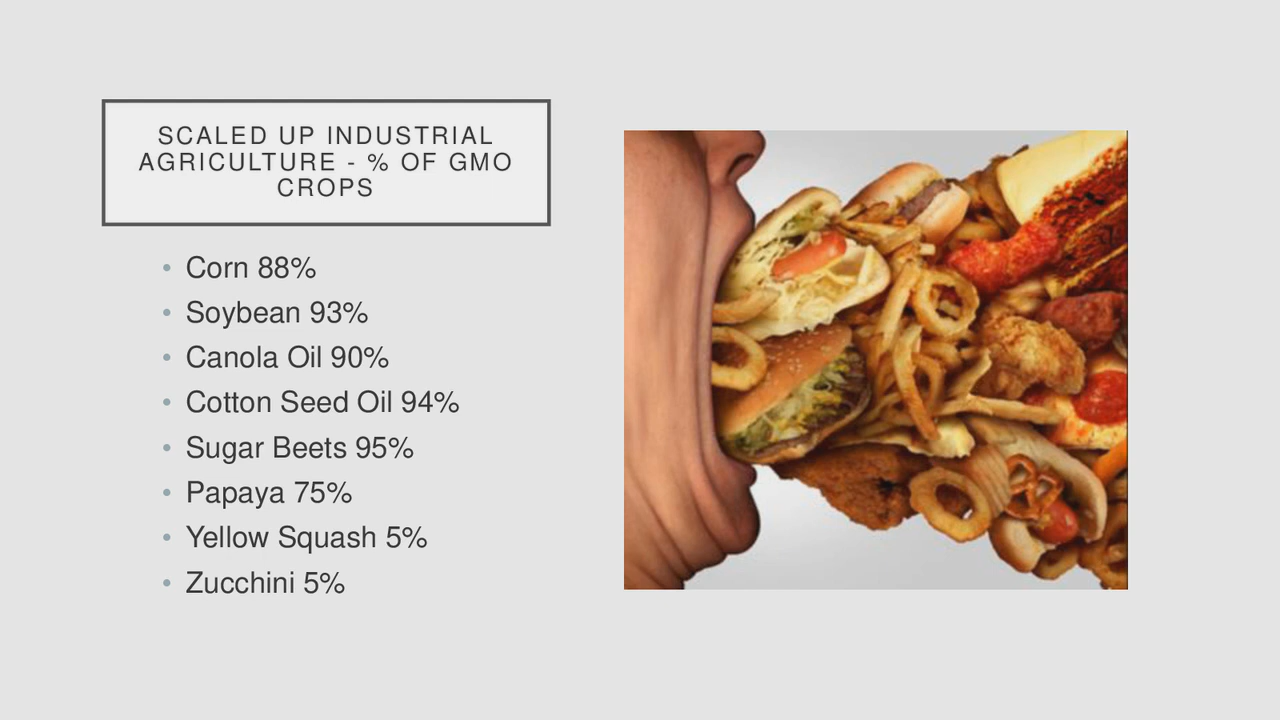 SCALED UP INDUSTRIAL
AGRICULTURE - % OF GMO
CROPS
• Corn 88%
• Soybean 93%
• Canola Oil 90%
• Cotton Seed Oil 94%
• Sugar Beets 95%
• Papaya 75%
• Yellow Squash 5%
• Zucchini 5%